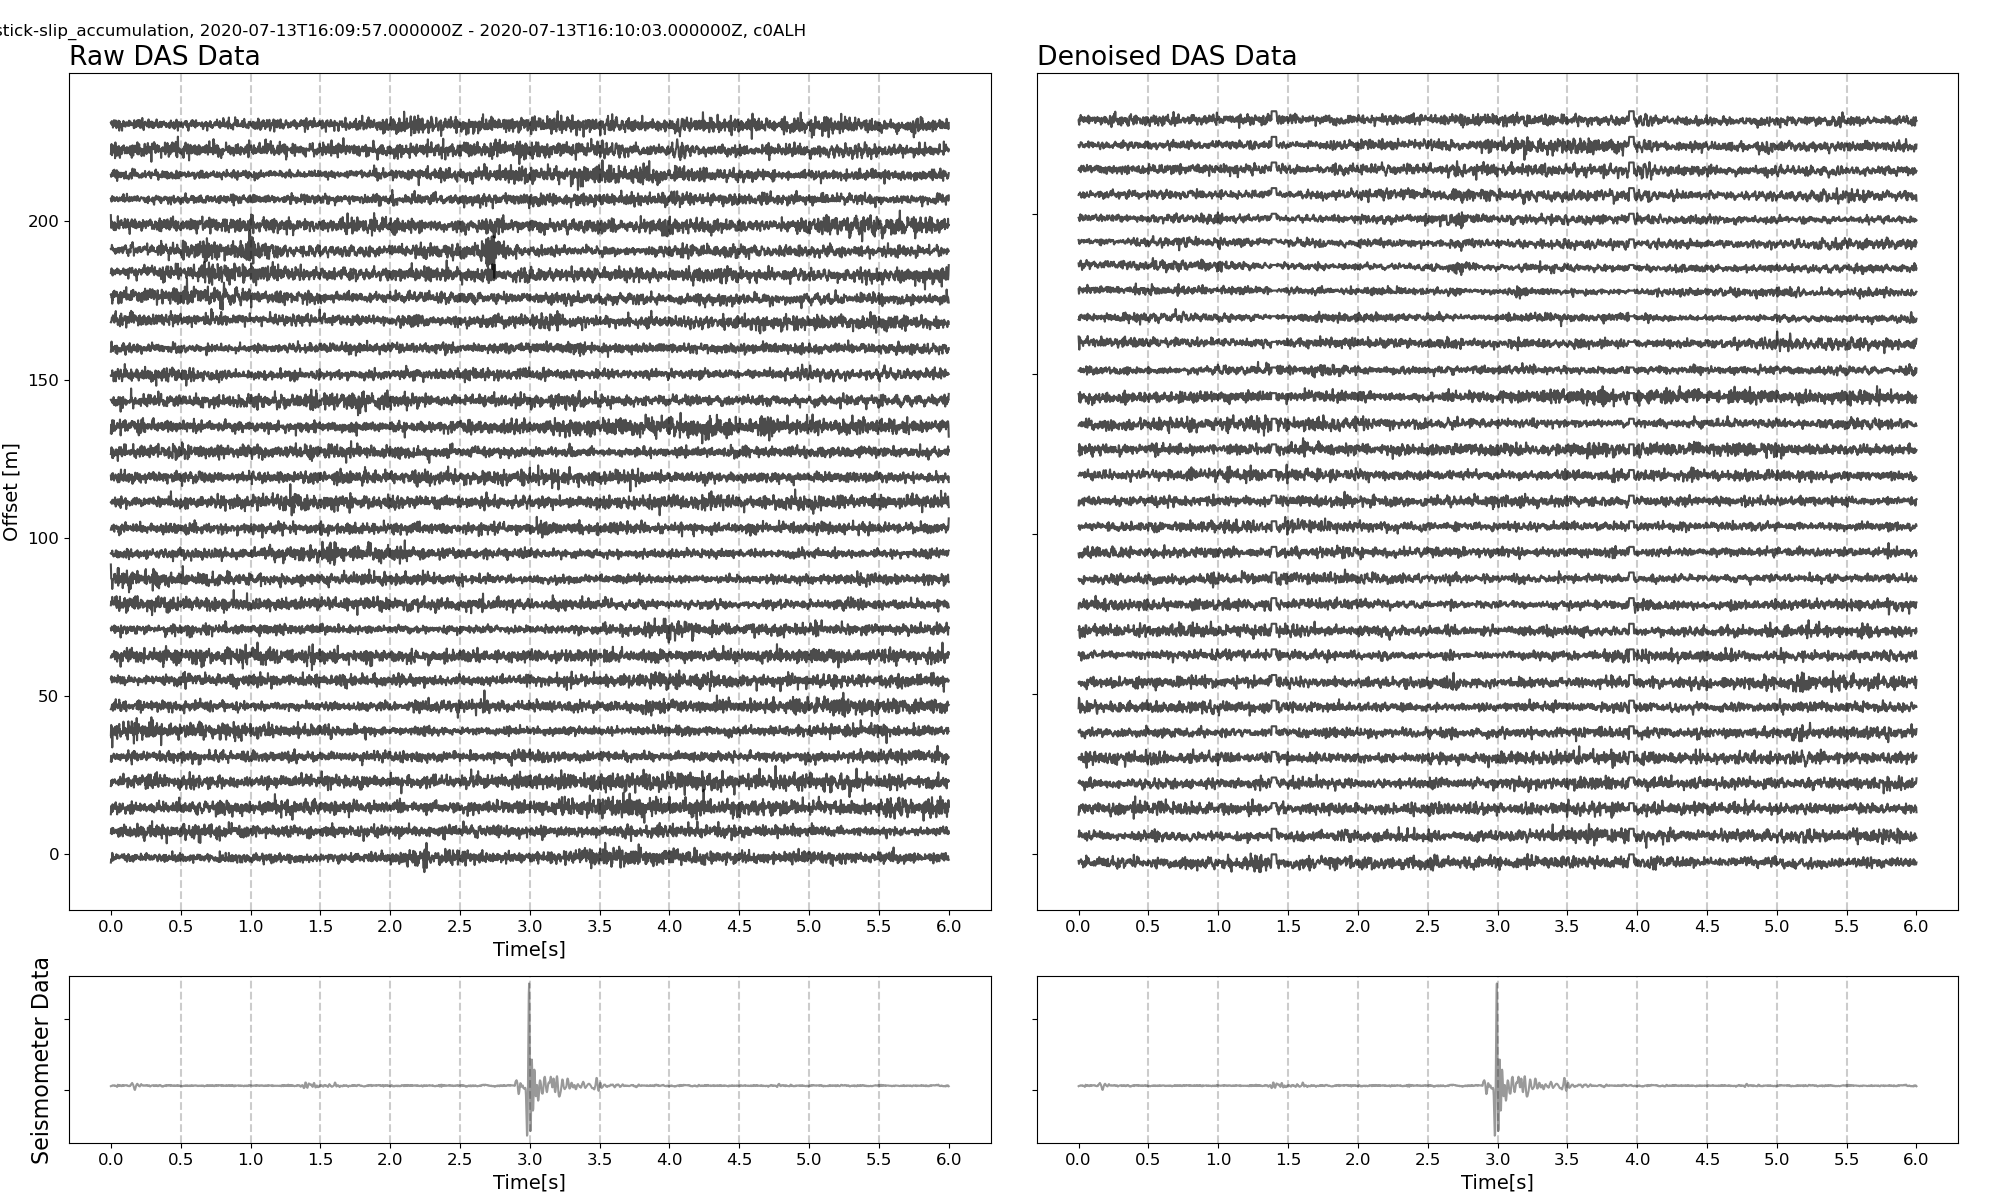 stick-slip_accumulation, 2020-07-13T16:09:57.000000Z - 2020-07-13T16:10:03.000000Z, c0ALH
Raw DAS Data
Denoised DAS Data
Offset [m]
200
150
100
50
0
0.0 0.5 1.0 1.5 2.0 2.5 3.0 3.5 4.0 4.5 5.0 5.5 6.0
Time[s]
0.0 0.5 1.0 1.5 2.0 2.5 3.0 3.5 4.0 4.5 5.0 5.5 6.0
Seismometer Data
0.0 0.5 1.0 1.5 2.0 2.5 3.0 3.5 4.0 4.5 5.0 5.5 6.0
Time[s]
0.0 0.5 1.0 1.5 2.0 2.5 3.0 3.5 4.0 4.5 5.0 5.5 6.0
Time[s]